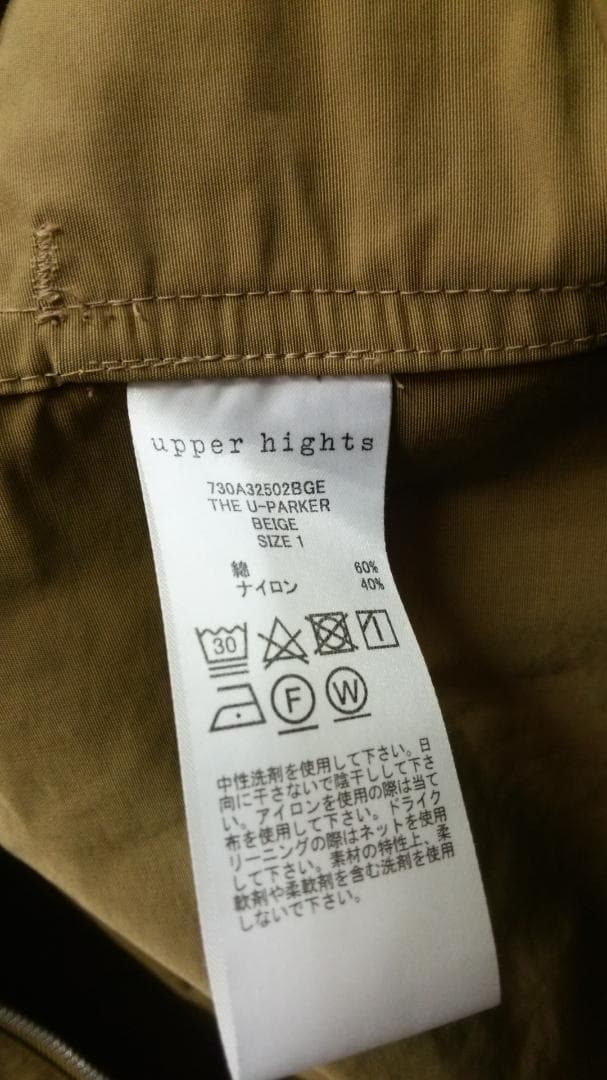 upper hights
730A32502BGE
THE U-PARKER
BEIGE
SIZE 1
綿 60%
ナイロン 40%
30
F W
中性洗剤を使用して下さい。日
向に干さないで陰干しして下さ
い。アイロンを使用の際は当て
布を使用して下さい。ドライク
リーニングの際はネットを使用
して下さい。素材の特性上、柔
軟剤や柔軟剤を含む洗剤を使用
しないで下さい。